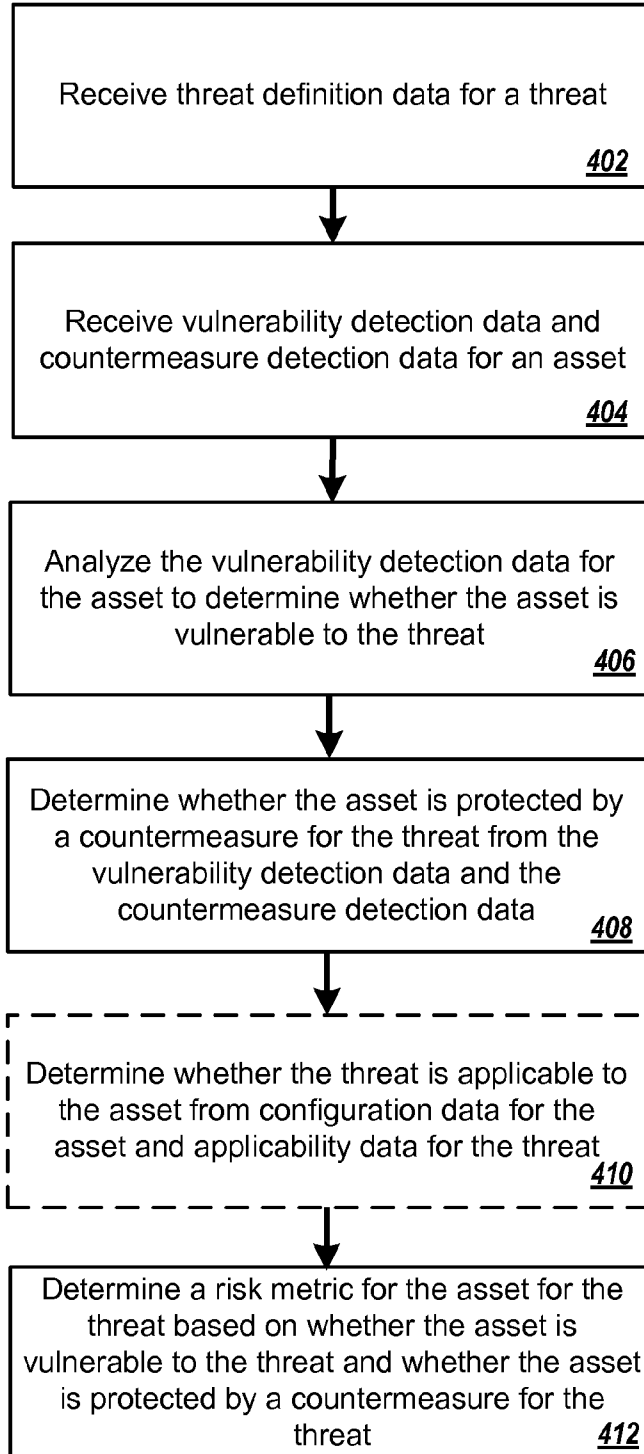 Receive threat definition data for a threat
402
Receive vulnerability detection data and
countermeasure detection data for an asset
404
Analyze the vulnerability detection data for
the asset to determine whether the asset is
vulnerable to the threat
406
Determine whether the asset is protected by
a countermeasure for the threat from the
vulnerability detection data and the
countermeasure detection data
408
Determine whether the threat is applicable to
the asset from configuration data for the
asset and applicability data for the threat
410
Determine a risk metric for the asset for the
threat based on whether the asset is
vulnerable to the threat and whether the asset
is protected by a countermeasure for the
threat
412